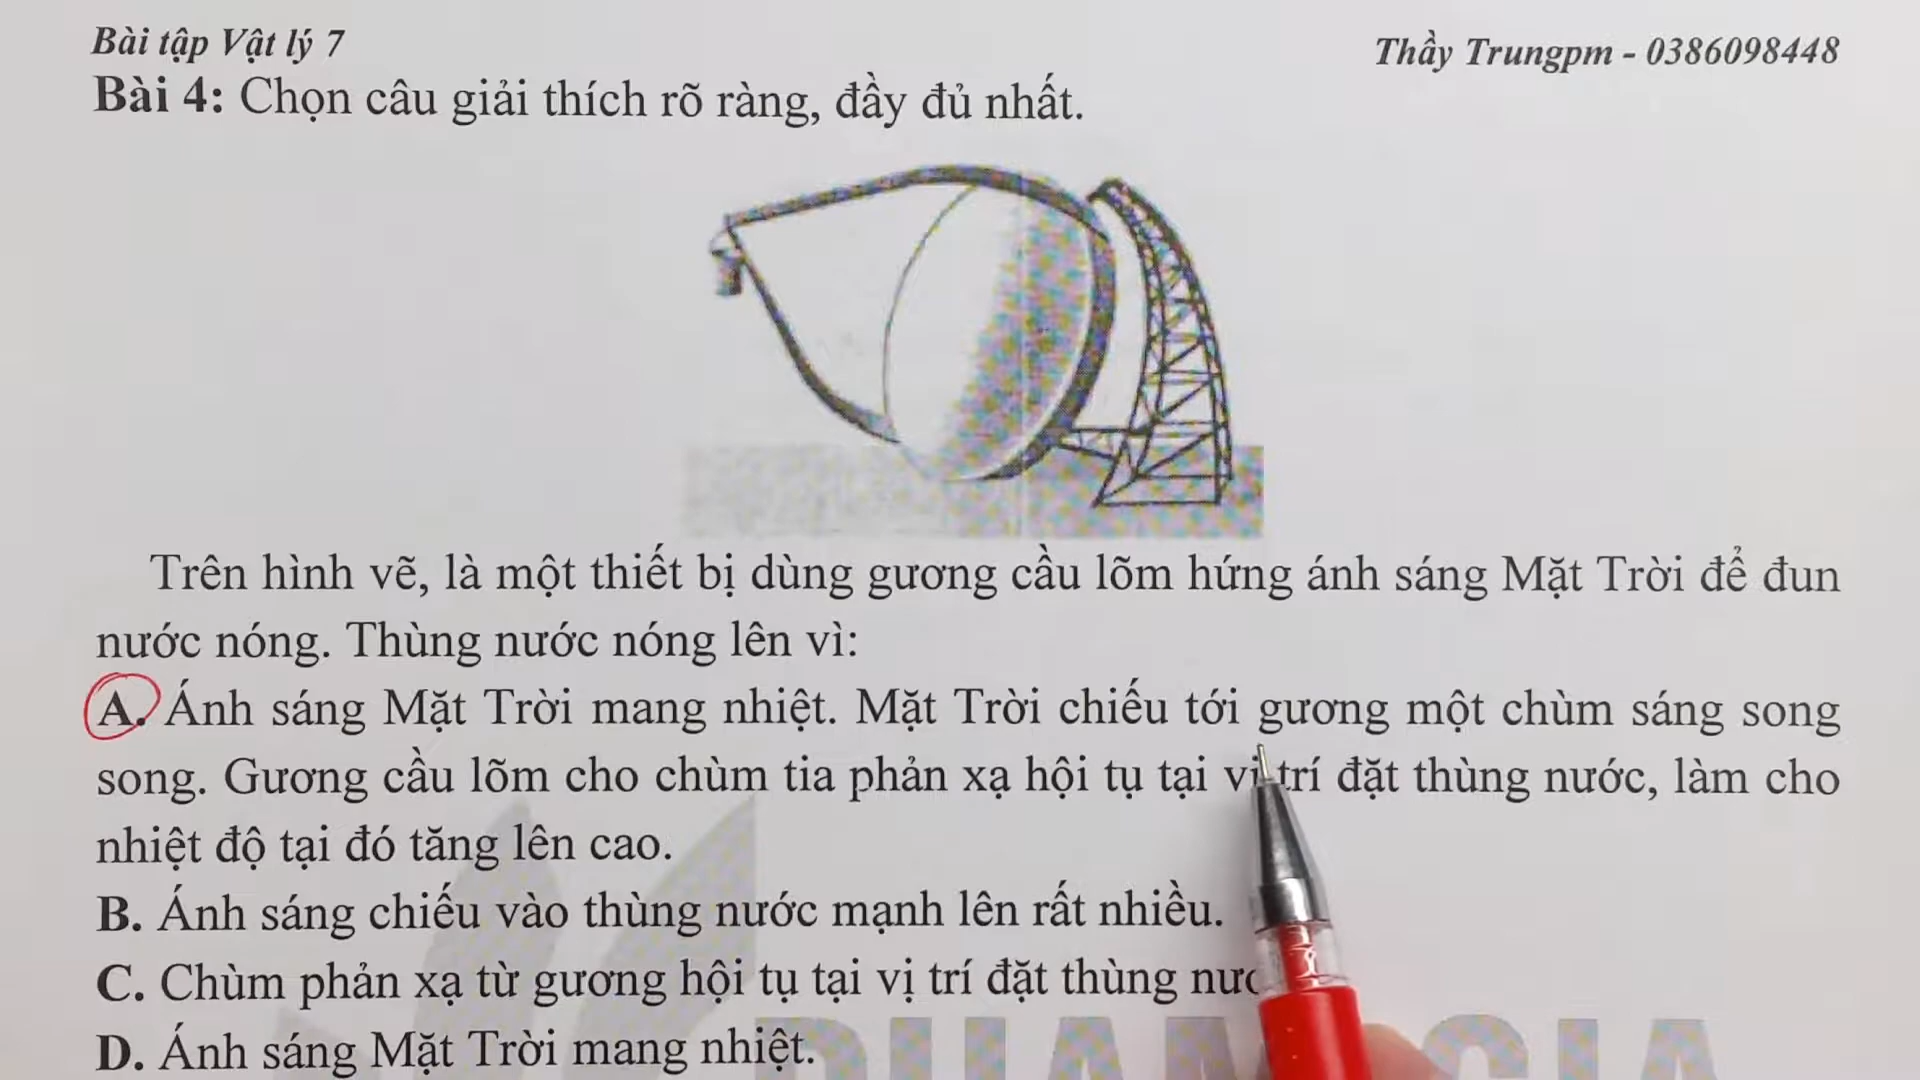 Bài tập Vật lý 7
Thầy Trungpm - 0386098448
Bài 4: Chọn câu giải thích rõ ràng, đầy đủ nhất.
Trên hình vẽ, là một thiết bị dùng gương cầu lõm hứng ánh sáng Mặt Trời để đun
nước nóng. Thùng nước nóng lên vì:
A. Ánh sáng Mặt Trời mang nhiệt. Mặt Trời chiếu tới gương một chùm sáng song
song. Gương cầu lõm cho chùm tia phản xạ hội tụ tại vị trí đặt thùng nước, làm cho
nhiệt độ tại đó tăng lên cao.
B. Ánh sáng chiếu vào thùng nước mạnh lên rất nhiều.
C. Chùm phản xạ từ gương hội tụ tại vị trí đặt thùng
D. Ánh sáng Mặt Trời mang nhiệt.